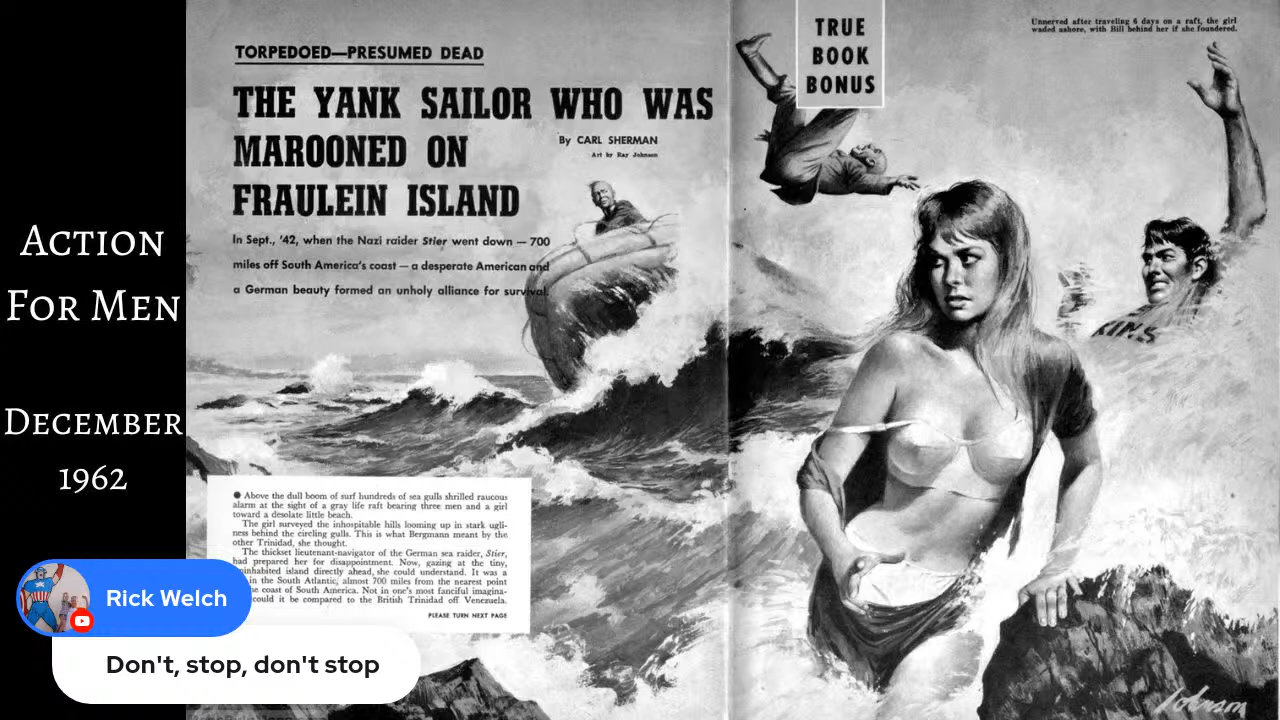 ACTION
FOR MEN
DECEMBER
1962
TORPEDOED—PRESUMED DEAD
THE YANK SAILOR WHO WAS
MAROONED ON
FRAULEIN ISLAND
By CARL SHERMAN
Art by Ray Johnson
In Sept., '42, when the Nazi raider Stier went down — 700
miles off South America's coast — a desperate American and
a German beauty formed an unholy alliance for survival.
TRUE
BOOK
BONUS
Unnerved after traveling 6 days on a raft, the girl
waded ashore, with Bill behind her if she foundered.
KIMS
● Above the dull boom of surf hundreds of sea gulls shrilled raucous
alarm at the sight of a gray life raft bearing three men and a girl
toward a desolate little beach.
The girl surveyed the inhospitable hills looming up in stark ugli-
ness behind the circling gulls. This is what Bergmann meant by the
other Trinidad, she thought.
The thickset lieutenant-navigator of the German sea raider, Stier,
had prepared her for disappointment. Now, gazing at the tiny,
uninhabited island directly ahead, she could understand. It was a
in the South Atlantic, almost 700 miles from the nearest point
coast of South America. Not in one's most fanciful imagina-
could it be compared to the British Trinidad off Venezuela.
PLEASE TURN NEXT PAGE
Rick Welch
Don't, stop, don't stop
Johnson